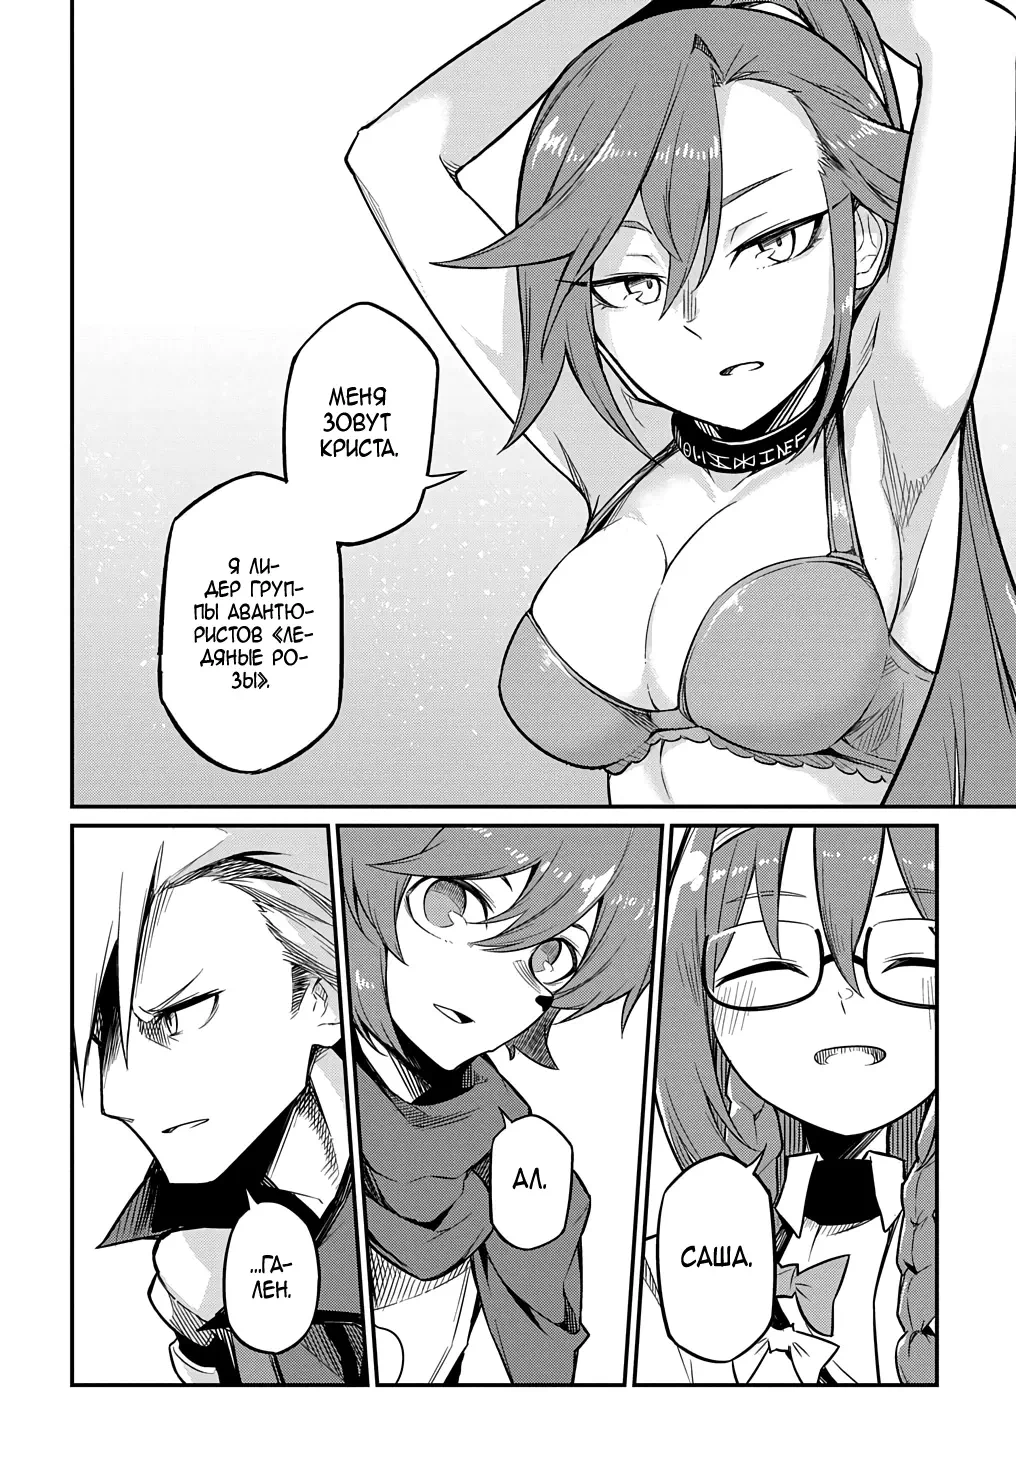 МЕНЯ
ЗОВУТ
КРИСТА.
Я ЛИ-
ДЕР ГРУП-
ПЫ АВАНТЮ-
РИСТОВ «ЛЕ-
ДЯНЫЕ РО-
ЗЫ».
САША.
АЛ.
...ГА-
ЛЕН.